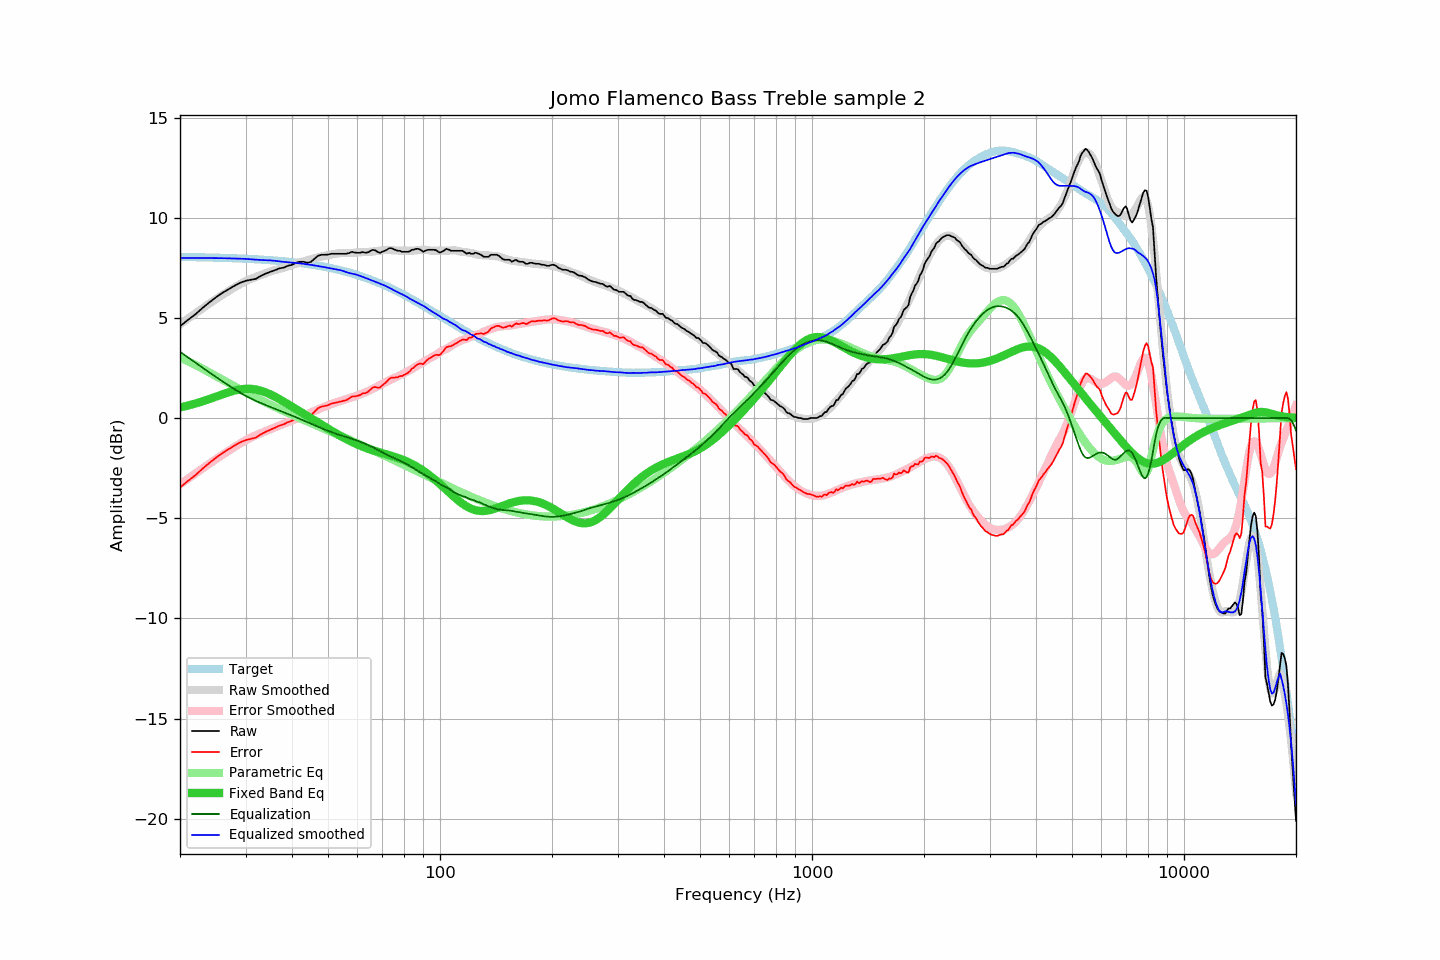 Jomo Flamenco Bass Treble sample 2
15
10
5
0
−5
−10
−15
−20
Amplitude (dBr)
Target
Raw Smoothed
Error Smoothed
Raw
Error
Parametric Eq
Fixed Band Eq
Equalization
Equalized smoothed
100
1000
10000
Frequency (Hz)